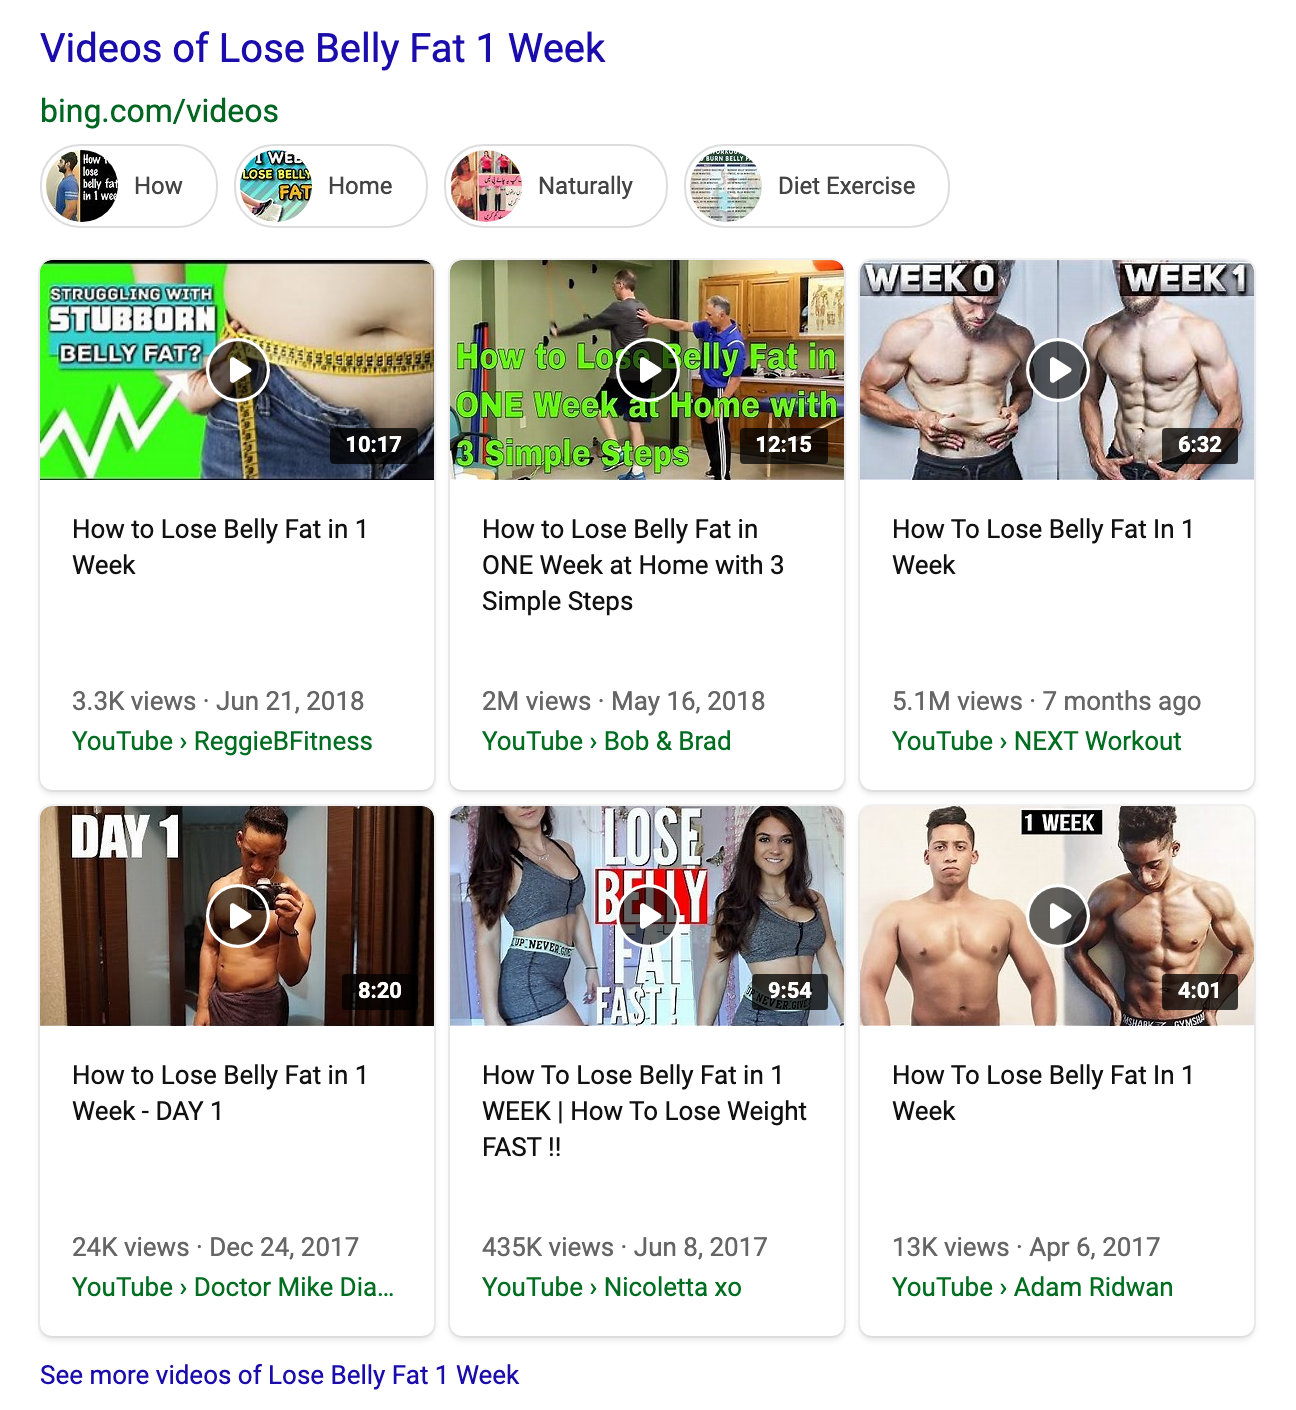 Videos of Lose Belly Fat 1 Week
bing.com/videos
How
lose
belly fat
in 1
How
LOSE BELLY
FAT
Home
Naturally
BURN BELLY
Diet Exercise
STRUGGLING WITH
STUBBORN
BELLY FAT?
10:17
How to Lose Belly Fat in
ONE Week at Home with
3 Simple Steps
12:15
WEEK 0
WEEK 1
6:32
How to Lose Belly Fat in 1
Week
How to Lose Belly Fat in
ONE Week at Home with 3
Simple Steps
How To Lose Belly Fat In 1
Week
3.3K views · Jun 21, 2018
YouTube › ReggieBFitness
2M views · May 16, 2018
YouTube › Bob & Brad
5.1M views · 7 months ago
YouTube › NEXT Workout
DAY 1
8:20
LOSE
BELLY
FAT
FAST!
NEVER
9:54
1 WEEK
GYMSHARK
4:01
How to Lose Belly Fat in 1
Week - DAY 1
How To Lose Belly Fat in 1
WEEK | How To Lose Weight
FAST !!
How To Lose Belly Fat In 1
Week
24K views · Dec 24, 2017
YouTube › Doctor Mike Dia...
435K views · Jun 8, 2017
YouTube › Nicoletta xo
13K views · Apr 6, 2017
YouTube › Adam Ridwan
See more videos of Lose Belly Fat 1 Week